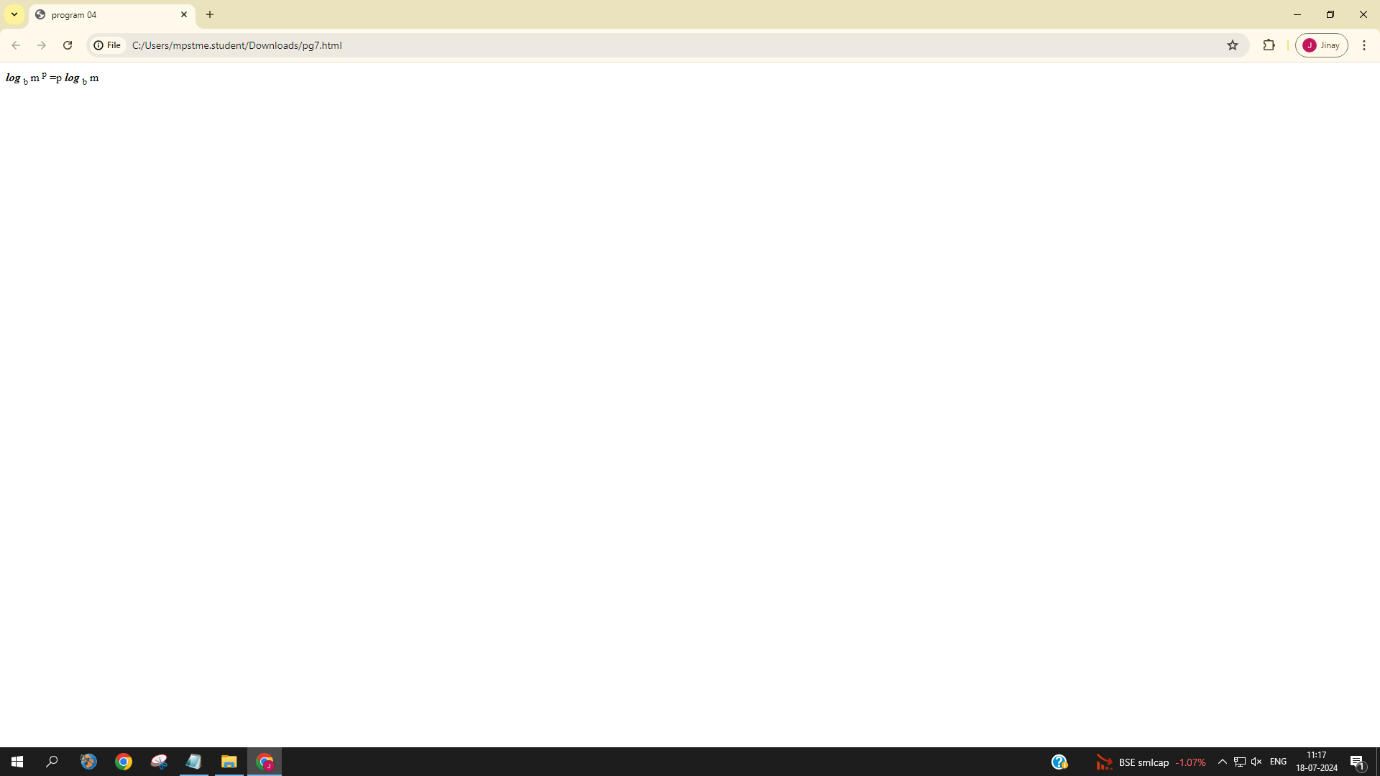 program 04
File C:/Users/mpstme.student/Downloads/pg7.html J Jinay
log b m p =p log b m
J BSE smlcap -1.07% ENG 11:17
18-07-2024 1